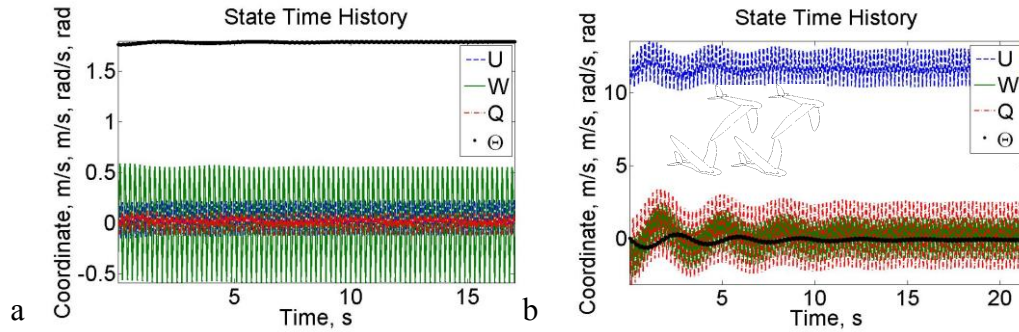 State Time History
Coordinate, m/s, m/s, rad/s, rad
1.5
1
0.5
0
-0.5
5
10
15
Time, s
U
W
Q
Θ
a
State Time History
Coordinate, m/s, m/s, rad/s, rad
10
5
0
5
10
15
20
Time, s
U
W
Q
Θ
b